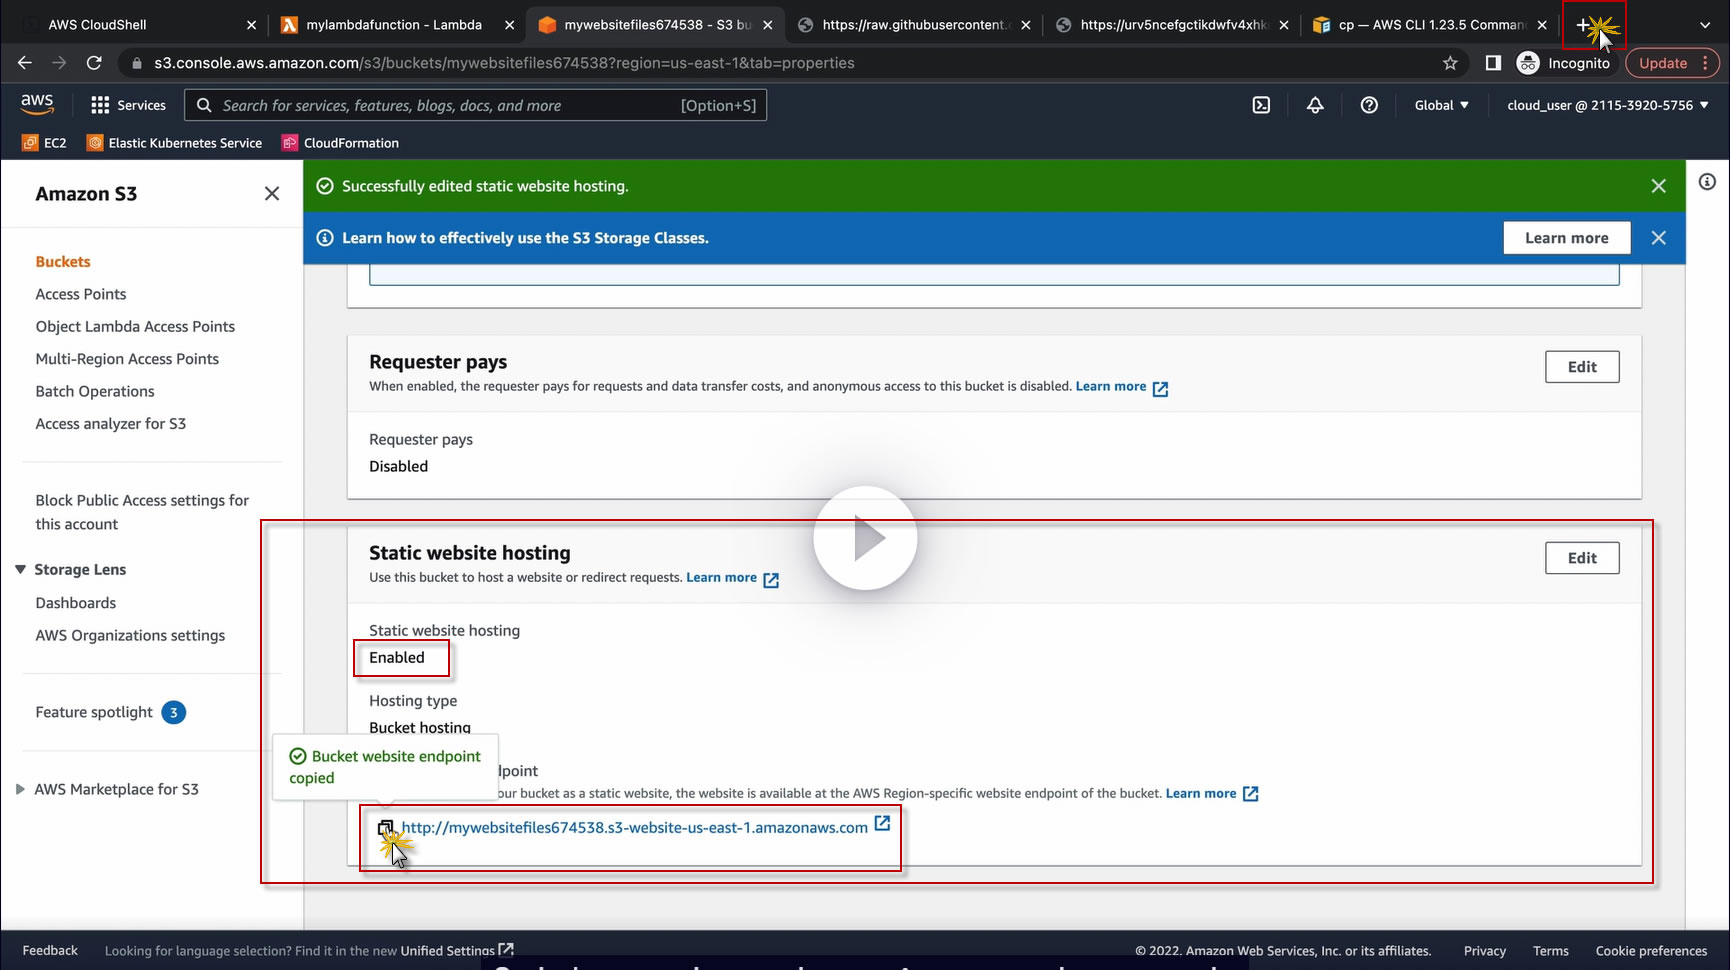 AWS CloudShell
mylambdafunction - Lambda
mywebsitefiles674538 - S3 bu
https://raw.githubusercontent.c
https://urv5ncefgctikdwfv4xhk
cp — AWS CLI 1.23.5 Comman
s3.console.aws.amazon.com/s3/buckets/mywebsitefiles674538?region=us-east-1&tab=properties
Incognito
Update
aws
Services
Search for services, features, blogs, docs, and more
[Option+S]
Global
cloud_user @ 2115-3920-5756
EC2
Elastic Kubernetes Service
CloudFormation
Amazon S3
Buckets
Access Points
Object Lambda Access Points
Multi-Region Access Points
Batch Operations
Access analyzer for S3
Block Public Access settings for
this account
Storage Lens
Dashboards
AWS Organizations settings
Feature spotlight 3
AWS Marketplace for S3
Successfully edited static website hosting.
Learn how to effectively use the S3 Storage Classes.
Learn more
Requester pays
Edit
When enabled, the requester pays for requests and data transfer costs, and anonymous access to this bucket is disabled. Learn more
Requester pays
Disabled
Static website hosting
Edit
Use this bucket to host a website or redirect requests. Learn more
Static website hosting
Enabled
Hosting type
Bucket hosting
Bucket website endpoint
copied
dpoint
our bucket as a static website, the website is available at the AWS Region-specific website endpoint of the bucket. Learn more
http://mywebsitefiles674538.s3-website-us-east-1.amazonaws.com
Feedback
Looking for language selection? Find it in the new Unified Settings
© 2022, Amazon Web Services, Inc. or its affiliates.
Privacy
Terms
Cookie preferences